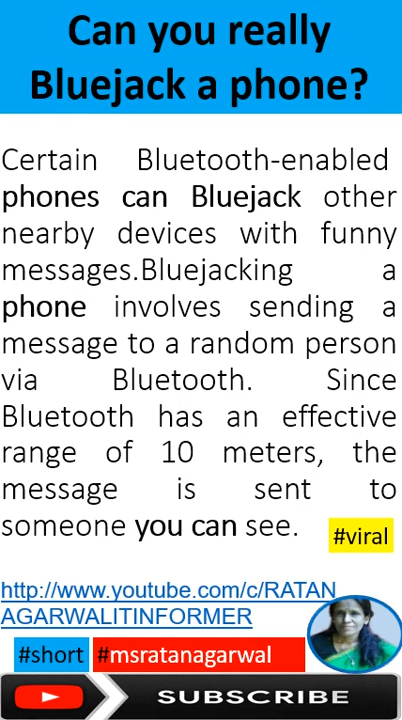 Can you really
Bluejack a phone?
Certain Bluetooth-enabled
phones can Bluejack other
nearby devices with funny
messages.Bluejacking a
phone involves sending a
message to a random person
via Bluetooth. Since
Bluetooth has an effective
range of 10 meters, the
message is sent to
someone you can see.
#viral
http://www.youtube.com/c/RATAN
AGARWALITINFORMER
#short #msratanagarwal
SUBSCRIBE